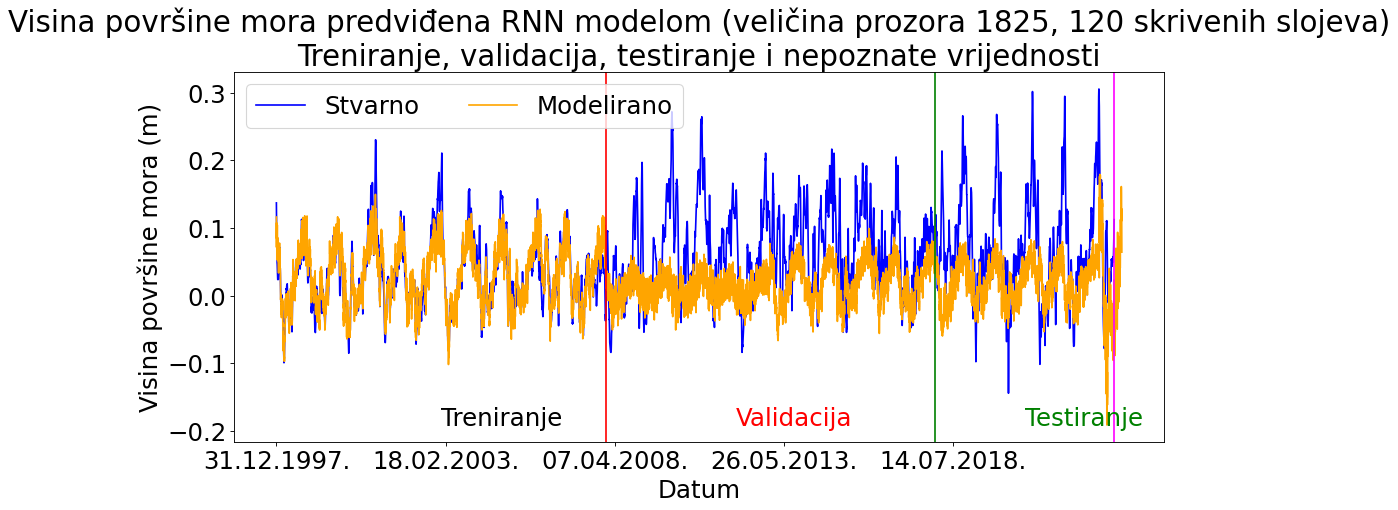 Visina površine mora predviđena RNN modelom (veličina prozora 1825, 120 skrivenih slojeva)
Treniranje, validacija, testiranje i nepoznate vrijednosti
Stvarno Modelirano
Visina površine mora (m)
0.3
0.2
0.1
0.0
−0.1
−0.2
Treniranje Validacija Testiranje
31.12.1997. 18.02.2003. 07.04.2008. 26.05.2013. 14.07.2018.
Datum